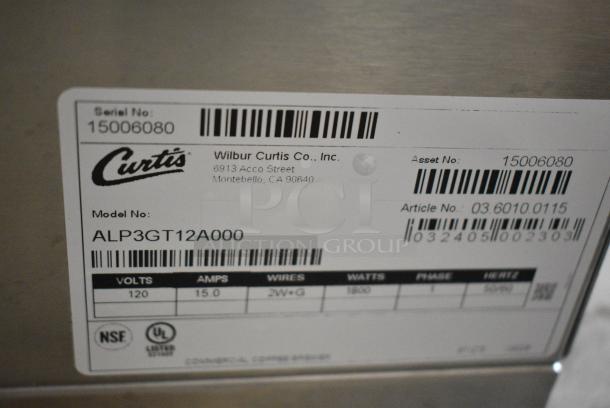 Serial No:
15006080
Curtis
Wilbur Curtis Co., Inc.
6913 Acco Street
Montebello, CA 90640
Asset No: 15006080
Article No. 03.6010.0115
032405 002303
Model No:
ALP3GT12A000
PCI
AUCTION GROUP
VOLTS AMPS WIRES WATTS PHASE HERTZ
120 15.0 2W+G 1800 1 50/60
NSF
UL
LISTED
COMMERCIAL COFFEE BREWER